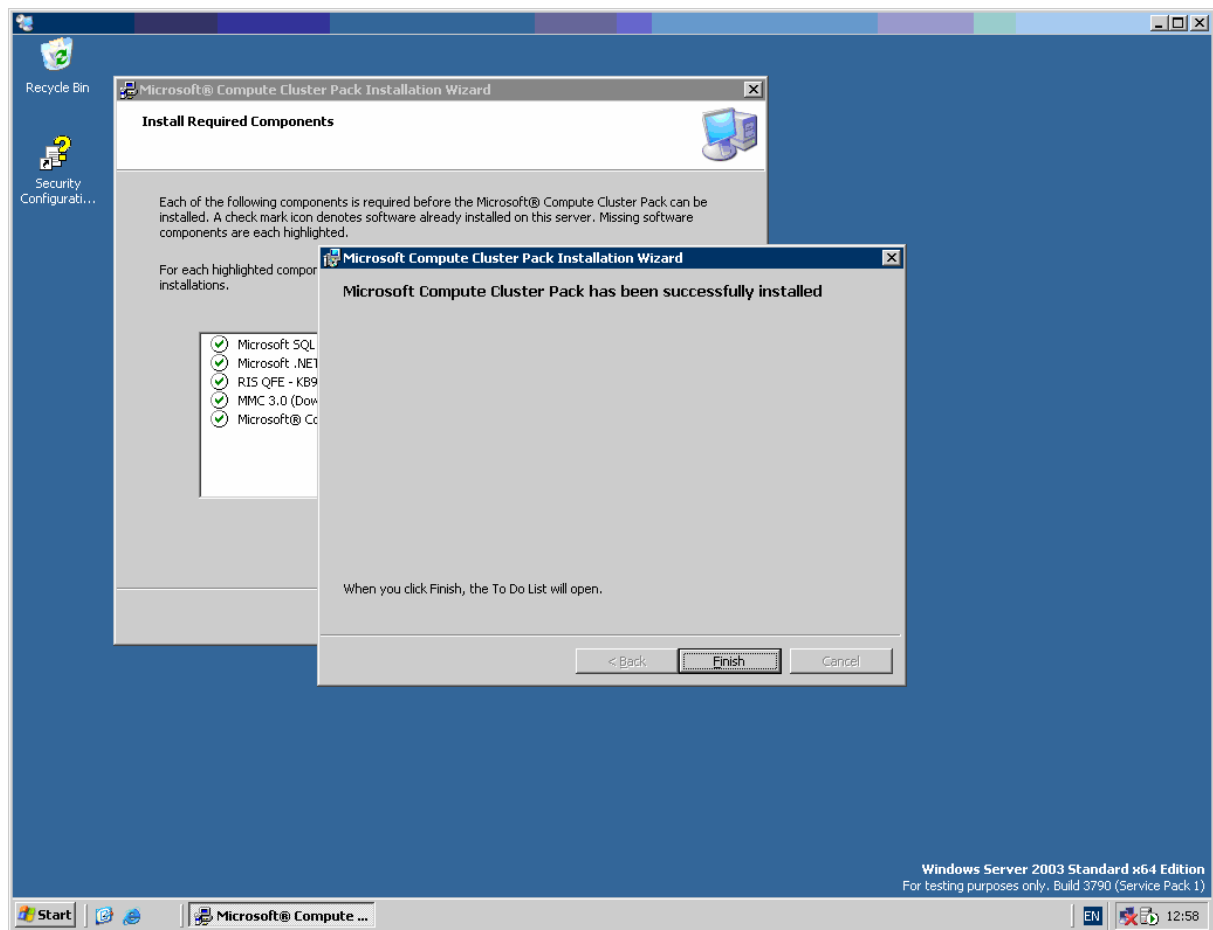 Recycle Bin
Security
Configurati...
Microsoft® Compute Cluster Pack Installation Wizard
Install Required Components
Each of the following components is required before the Microsoft® Compute Cluster Pack can be
installed. A check mark icon denotes software already installed on this server. Missing software
components are each highlighted.
For each highlighted compon
installations.
Microsoft SQL
Microsoft .NET
RIS QFE - KB9
MMC 3.0 (Dow
Microsoft® Co
Microsoft Compute Cluster Pack Installation Wizard
Microsoft Compute Cluster Pack has been successfully installed
When you click Finish, the To Do List will open.
< Back
Finish
Cancel
Windows Server 2003 Standard x64 Edition
For testing purposes only. Build 3790 (Service Pack 1)
Start
Microsoft® Compute ...
EN
12:58